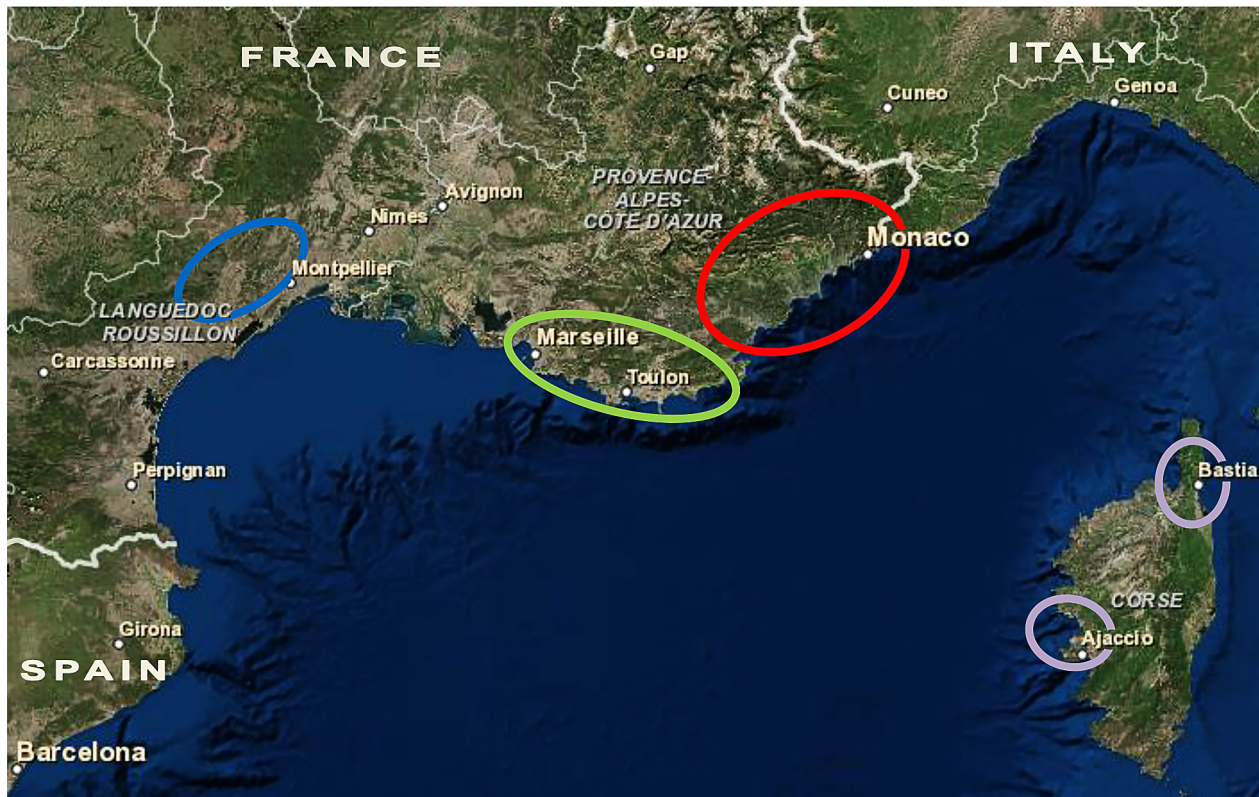 FRANCE
Gap
ITALY
Genoa
Cuneo
PROVENCE-
ALPES-
CÔTE D'AZUR
Avignon
Nimes
Monaco
Montpellier
LANGUEDOC
ROUSSILLON
Marseille
Carcassonne
Toulon
Perpignan
Bastia
CORSE
Girona
Ajaccio
SPAIN
Barcelona